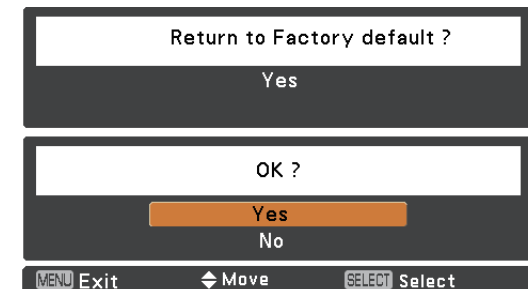 Return to Factory default ?
Yes
OK ?
Yes
No
MENU Exit Move SELECT Select